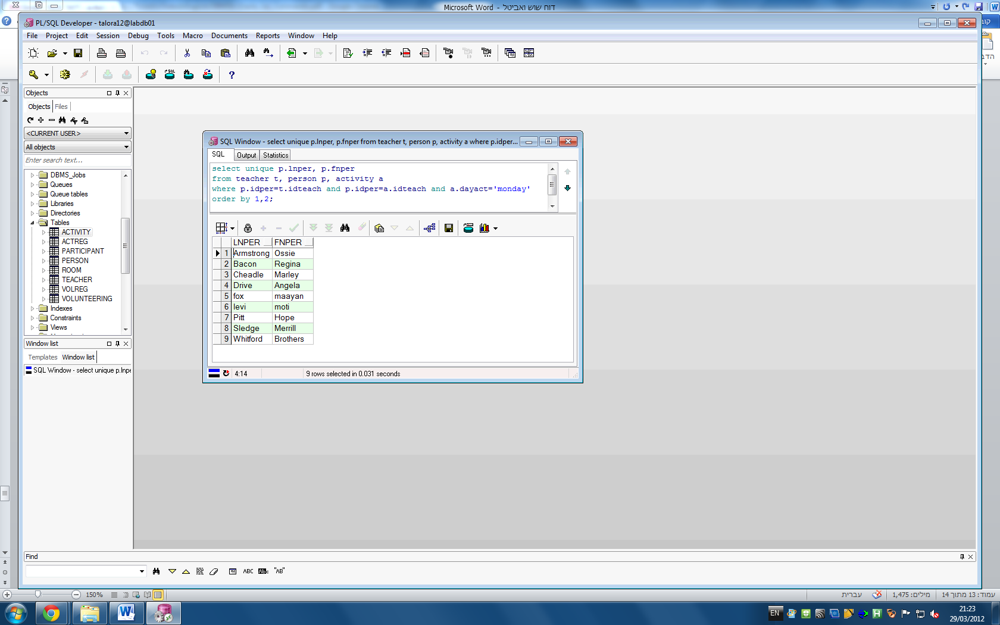 Microsoft Word - דוח שוש ואביטל
PL/SQL Developer - talora12@labdb01
קוב
File Project Edit Session Debug Tools Macro Documents Reports Window Help
הדב
Objects
Objects Files
<CURRENT USER>
All objects
Enter search text...
DBMS_Jobs
Queues
Queue tables
Libraries
Directories
Tables
ACTIVITY
ACTREG
PARTICIPANT
PERSON
ROOM
TEACHER
VOLREG
VOLUNTEERING
Indexes
Constraints
Views
Window list
Templates Window list
SQL Window - select unique p.lnpe
SQL Window - select unique p.lnper, p.fnper from teacher t, person p, activity a where p.idper...
SQL Output Statistics
select unique p.lnper, p.fnper
from teacher t, person p, activity a
where p.idper=t.idteach and p.idper=a.idteach and a.dayact='monday'
order by 1,2;
LNPER FNPER
1 Armstrong Ossie
2 Bacon Regina
3 Cheadle Marley
4 Drive Angela
5 fox maayan
6 levi moti
7 Pitt Hope
8 Sledge Merrill
9 Whitford Brothers
4:14 9 rows selected in 0.031 seconds
Find
ABC AB "AB"
150%
עברית
מילים: 1,475
עמוד: 13 מתוך 14
EN
21:23
29/03/2012